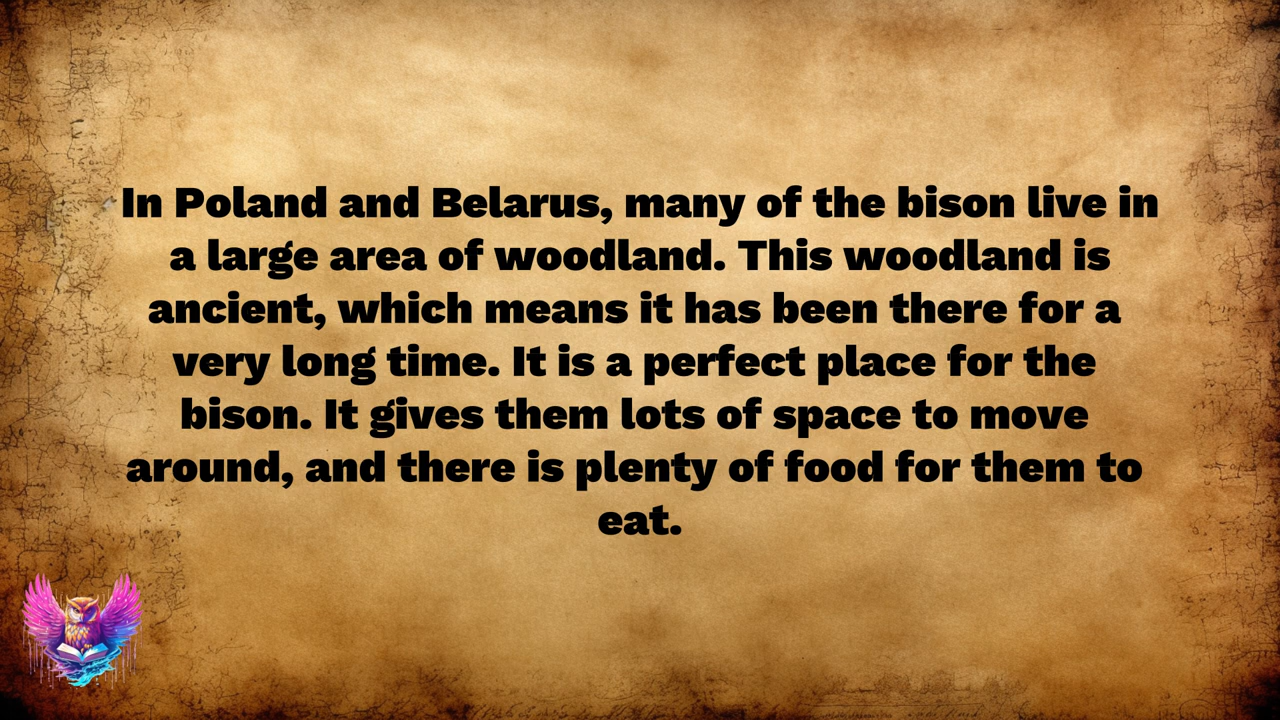 In Poland and Belarus, many of the bison live in
a large area of woodland. This woodland is
ancient, which means it has been there for a
very long time. It is a perfect place for the
bison. It gives them lots of space to move
around, and there is plenty of food for them to
eat.